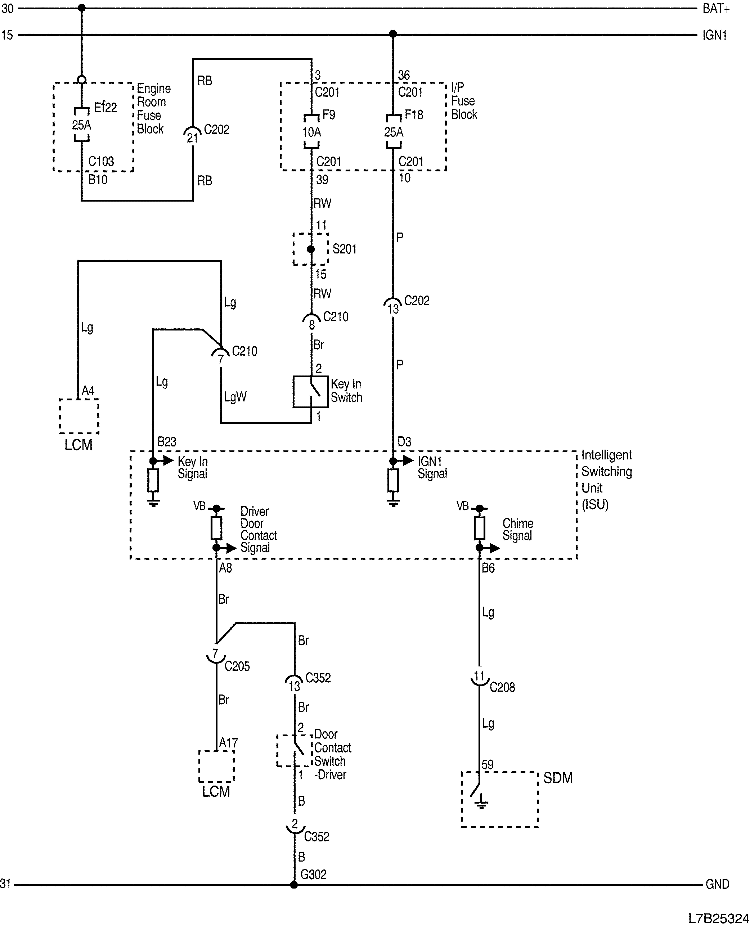 30 BAT+
15 IGN1
Engine
Room
Fuse
Block
Ef22
25A
C103
B10
RB
C202
21
RB
3
C201
F9
10A
C201
39
36
C201
F18
25A
C201
10
I/P
Fuse
Block
RW
11
S201
15
RW
C210
8
Br
2
Key In
Switch
1
P
C202
13
P
Lg
Lg
C210
7
Lg
LgW
A4
LCM
B23
Key In
Signal
D3
IGN1
Signal
Intelligent
Switching
Unit
(ISU)
VB
Driver
Door
Contact
Signal
A8
VB
Chime
Signal
B6
Br
7
C205
Br
A17
LCM
Br
C352
13
Br
2
Door
Contact
Switch
-Driver
1
B
2
C352
B
G302
Lg
11
C208
Lg
59
SDM
31 GND
L7B25324